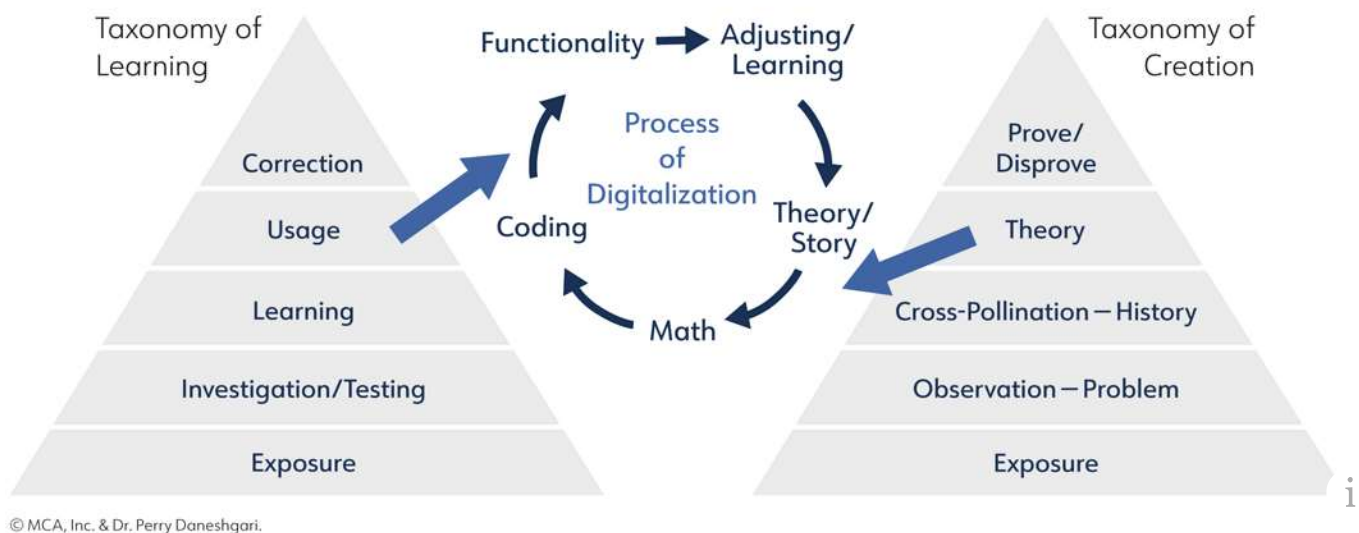 Taxonomy of
Learning
Correction
Usage
Learning
Investigation/Testing
Exposure
Functionality
Adjusting/
Learning
Process
of
Digitalization
Coding
Theory/
Story
Math
Taxonomy of
Creation
Prove/
Disprove
Theory
Cross-Pollination – History
Observation – Problem
Exposure
i
© MCA, Inc. & Dr. Perry Daneshgari.